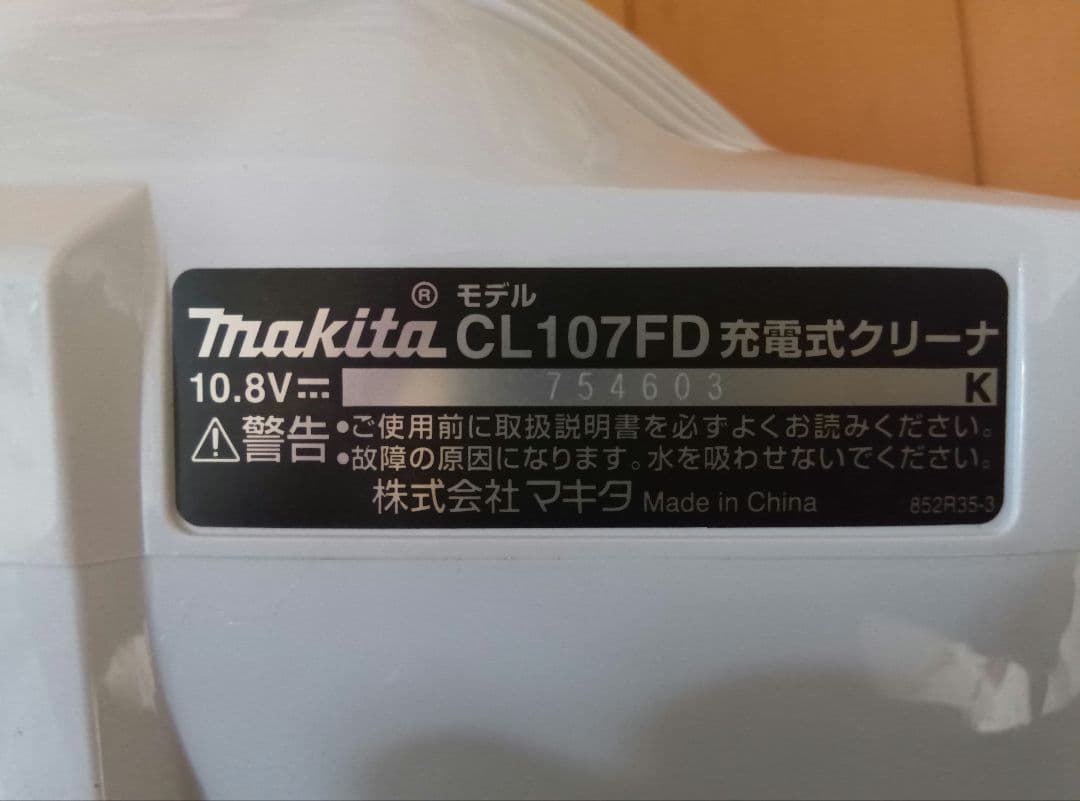 makita® モデル CL107FD 充電式クリーナ
10.8V⎓ 754603 K
⚠警告 •ご使用前に取扱説明書を必ずよくお読みください。
•故障の原因になります。水を吸わせないでください。
株式会社マキタ Made in China 852R35-3